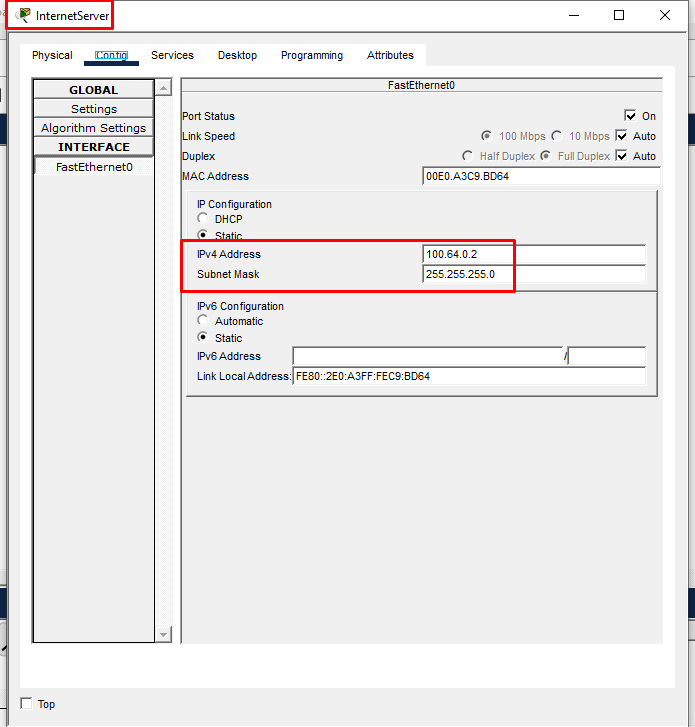 InternetServer
Physical Config Services Desktop Programming Attributes
GLOBAL
Settings
Algorithm Settings
INTERFACE
FastEthernet0
FastEthernet0
Port Status On
Link Speed 100 Mbps 10 Mbps Auto
Duplex Half Duplex Full Duplex Auto
MAC Address 00E0.A3C9.BD64
IP Configuration
DHCP
Static
IPv4 Address 100.64.0.2
Subnet Mask 255.255.255.0
IPv6 Configuration
Automatic
Static
IPv6 Address /
Link Local Address: FE80::2E0:A3FF:FEC9:BD64
Top